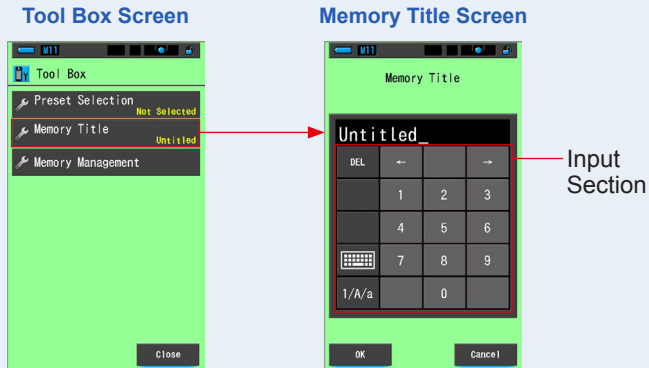 Tool Box Screen
Memory Title Screen
M11
Tool Box
Preset Selection
Not Selected
Memory Title
Untitled
Memory Management
Close
M11
Memory Title
Untitled_
DEL ← →
1 2 3
4 5 6
7 8 9
1/A/a 0
OK Cancel
Input
Section